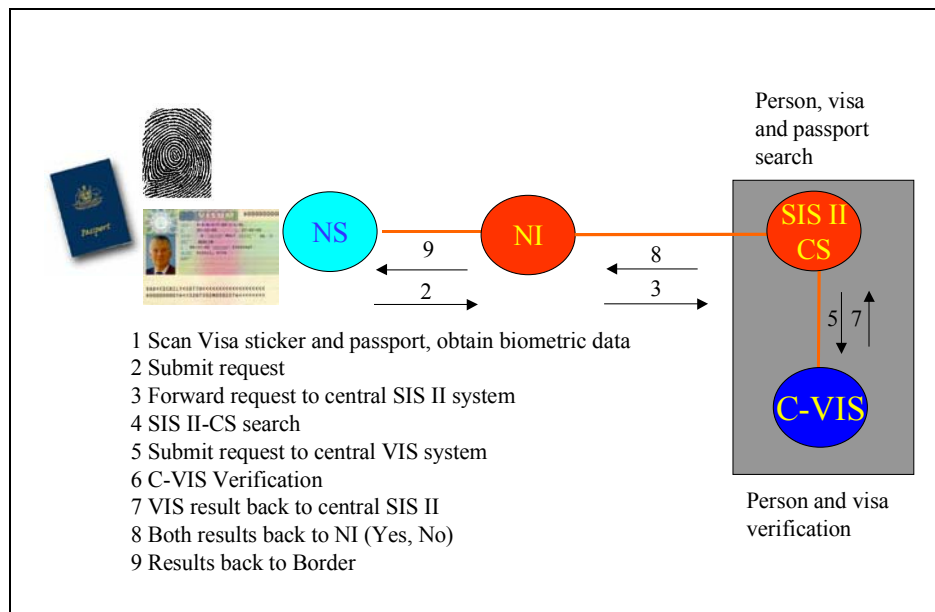 Person, visa
and passport
search
Passport
NS
NI
SIS II
CS
9
2
8
3
5 7
C-VIS
1 Scan Visa sticker and passport, obtain biometric data
2 Submit request
3 Forward request to central SIS II system
4 SIS II-CS search
5 Submit request to central VIS system
6 C-VIS Verification
7 VIS result back to central SIS II
8 Both results back to NI (Yes, No)
9 Results back to Border
Person and visa
verification